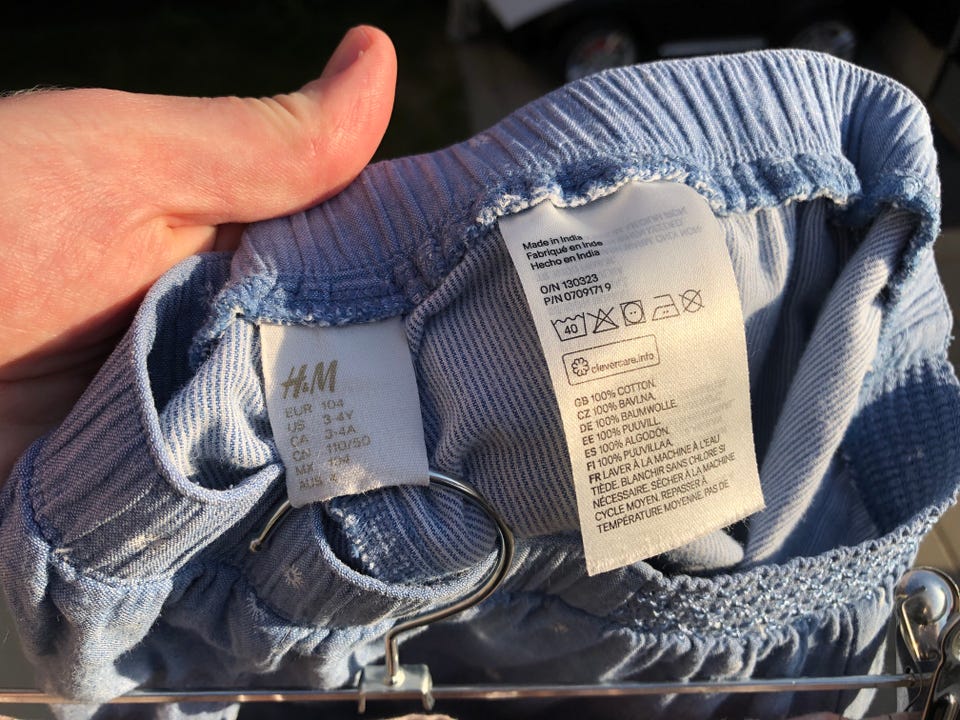 H&M
EUR 104
US 3-4Y
CA 3-4A
CN 110/50
MX 104
AUS 4
Made in India
Fabriqué en Inde
Hecho en India
O/N 130323
P/N 0709171 9
40
clevercare.info
GB 100% COTTON.
CZ 100% BAVLNA.
DE 100% BAUMWOLLE.
EE 100% PUUVILL.
ES 100% ALGODÓN.
FI 100% PUUVILLAA.
FR LAVER À LA MACHINE À L'EAU
TIÈDE. BLANCHIR SANS CHLORE SI
NÉCESSAIRE. SÉCHER À LA MACHINE
CYCLE MOYEN. REPASSER À
TEMPÉRATURE MOYENNE. PAS DE